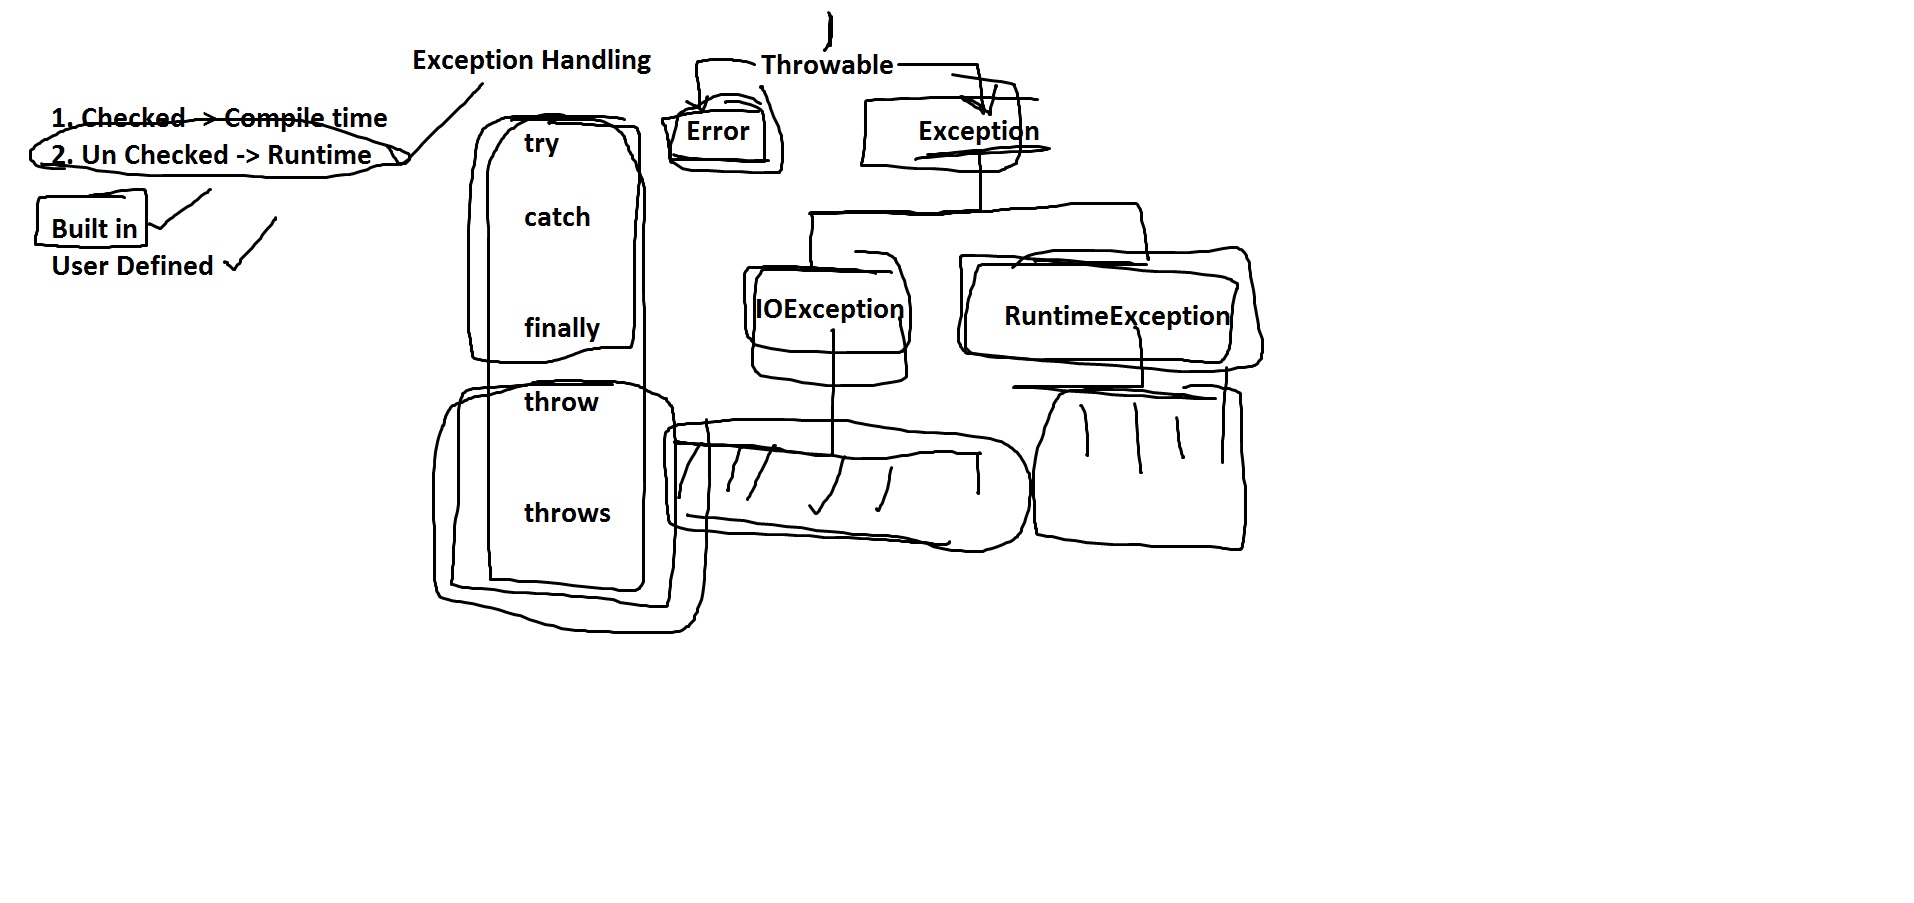 Exception Handling
1. Checked -> Compile time
2. Un Checked -> Runtime
Built in
User Defined
try
catch
finally
throw
throws
Throwable
Error
Exception
IOException
RuntimeException